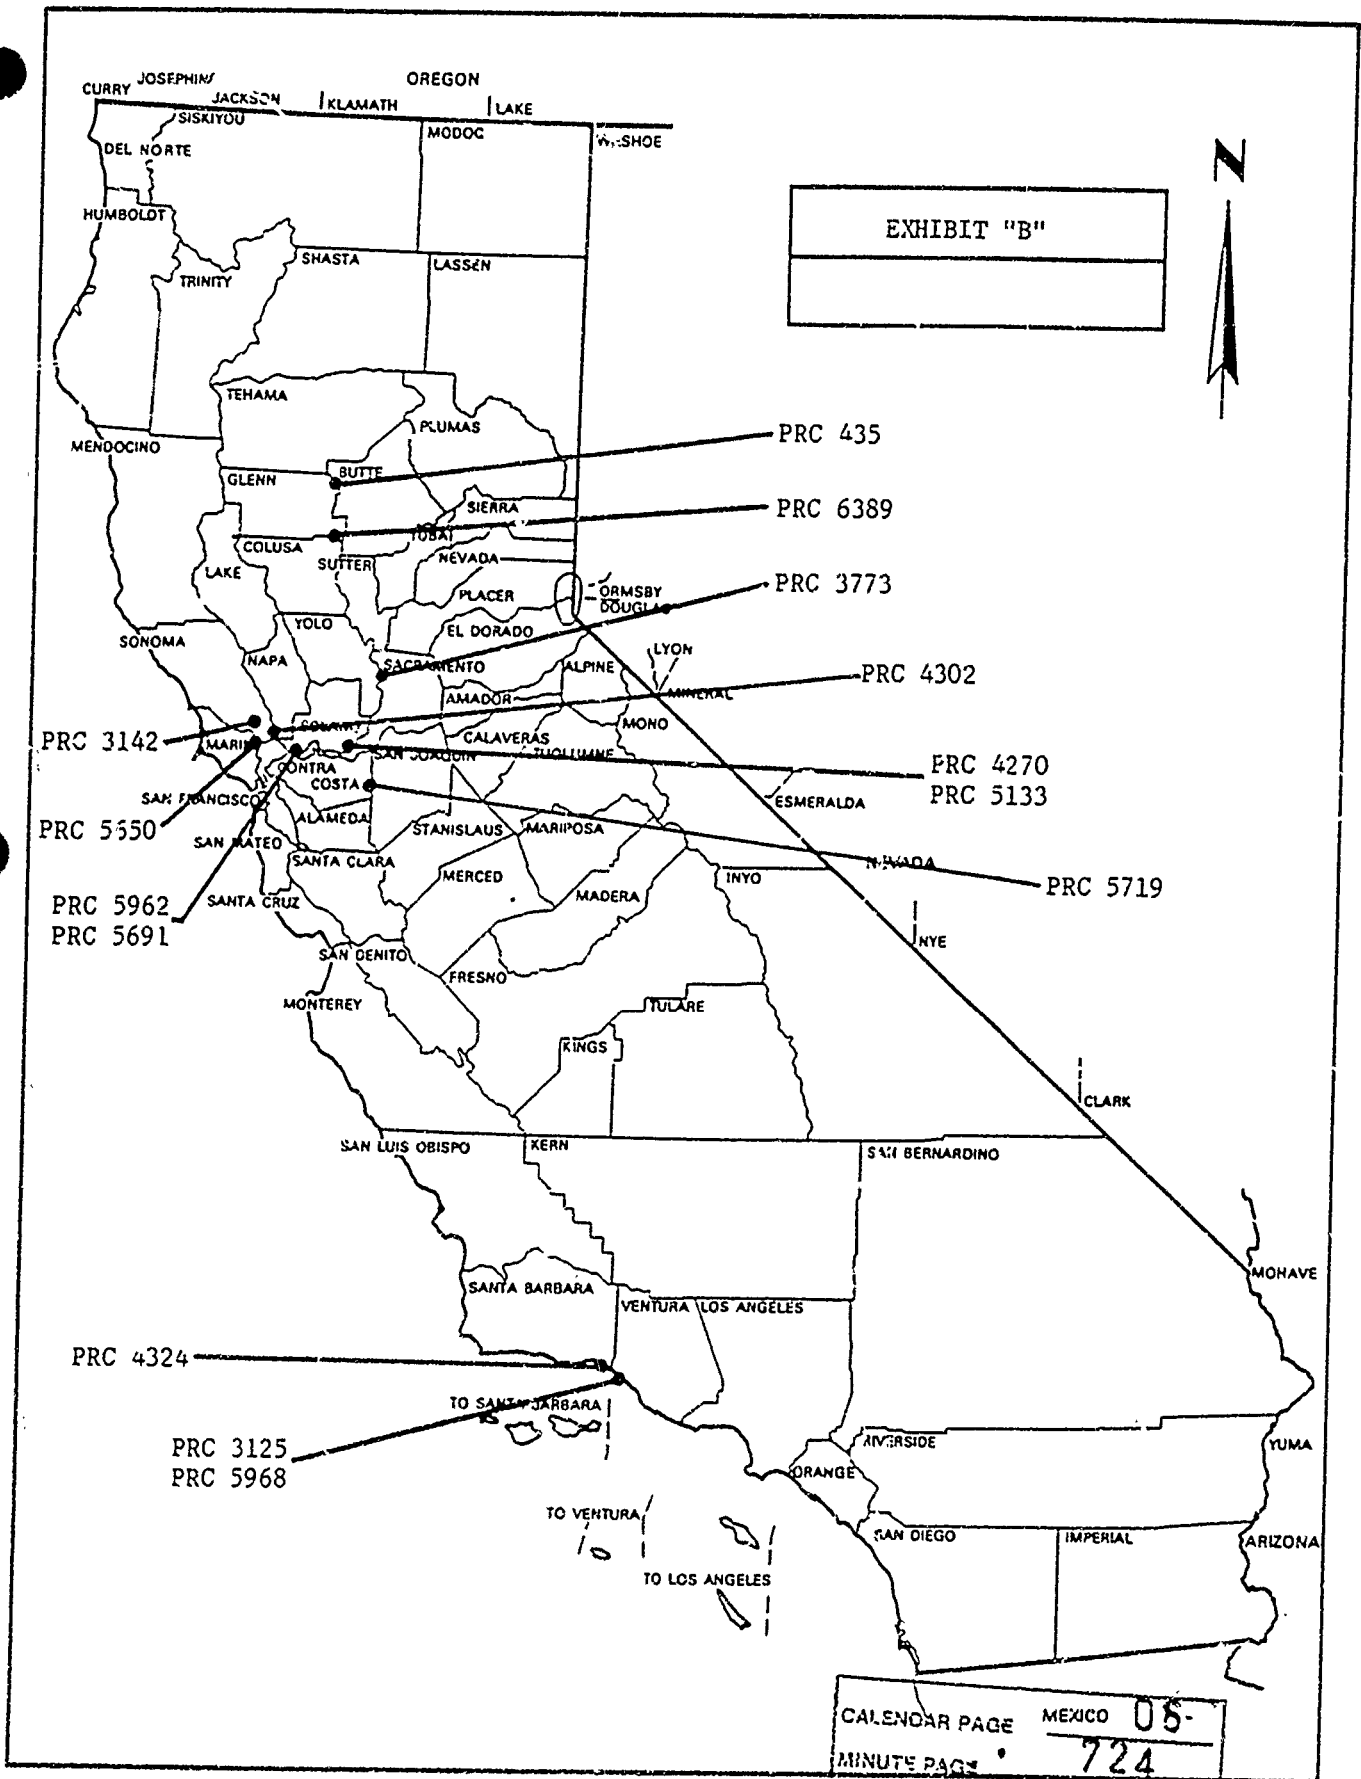 OREGON
CURRY
JACKSON
KLAMATH
LAKE
SISKIYOU
MODOC
DEL NORTE
HUMBOLDT
EXHIBIT "B"
N
SHASTA
LASSEN
TRINITY
TEHAMA
PLUMAS
PRC 435
MENDOCINO
GLENN
BUTTE
SIERRA
PRC 6389
COLUSA
SUTTER
NEVADA
LAKE
PRC 3773
PLACER
ORMSBY
DOUGLAS
YOLO
EL DORADO
SONOMA
LYON
NAPA
SACRAMENTO
ALPINE
PRC 4302
AMADOR
MINERAL
MONO
PRC 3142
MARIN
SOLANO
CALAVERAS
SAN JOAQUIN
TUOLUMNE
CONTRA
COSTA
PRC 4270
PRC 5133
SAN FRANCISCO
ESMERALDA
ALAMEDA
STANISLAUS
MARIPOSA
SAN MATEO
SANTA CLARA
NEVADA
MERCED
INYO
PRC 5719
SANTA CRUZ
MADERA
PRC 5962
PRC 5691
NYE
SAN BENITO
FRESNO
MONTEREY
TULARE
KINGS
CLARK
SAN LUIS OBISPO
KERN
SAN BERNARDINO
MOHAVE
SANTA BARBARA
VENTURA
LOS ANGELES
PRC 4324
TO SANTA BARBARA
PRC 3125
PRC 5968
RIVERSIDE
YUMA
ORANGE
TO VENTURA
SAN DIEGO
IMPERIAL
ARIZONA
TO LOS ANGELES
CALENDAR PAGE
MEXICO
MINUTE PAGE
724